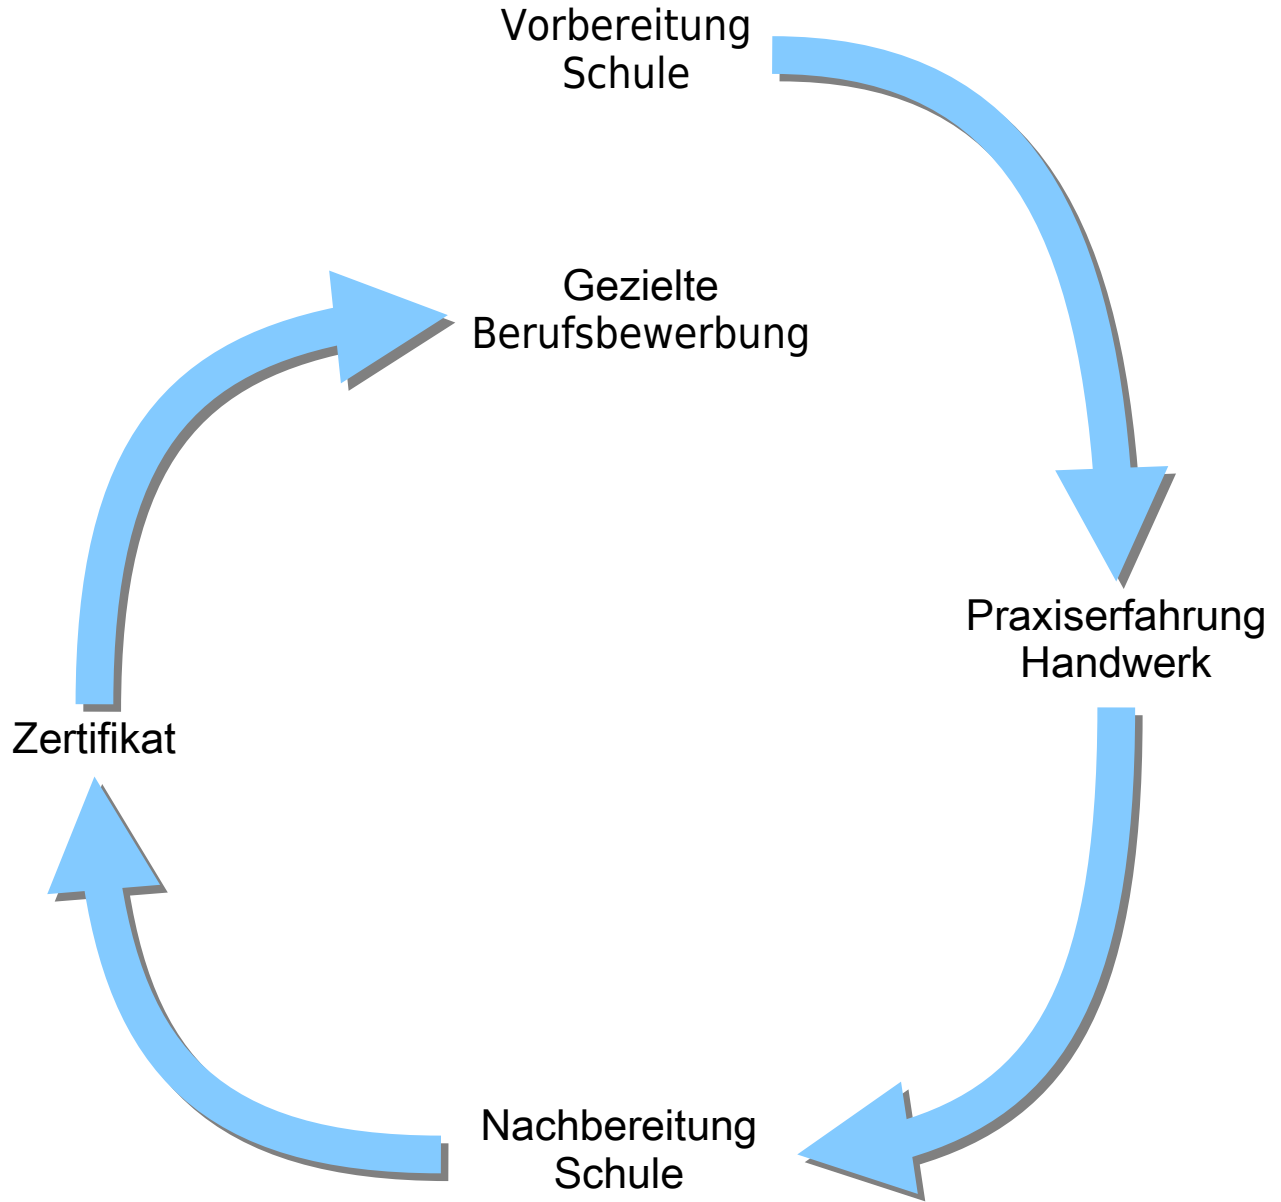 Vorbereitung
Schule
Gezielte
Berufsbewerbung
Praxiserfahrung
Handwerk
Zertifikat
Nachbereitung
Schule